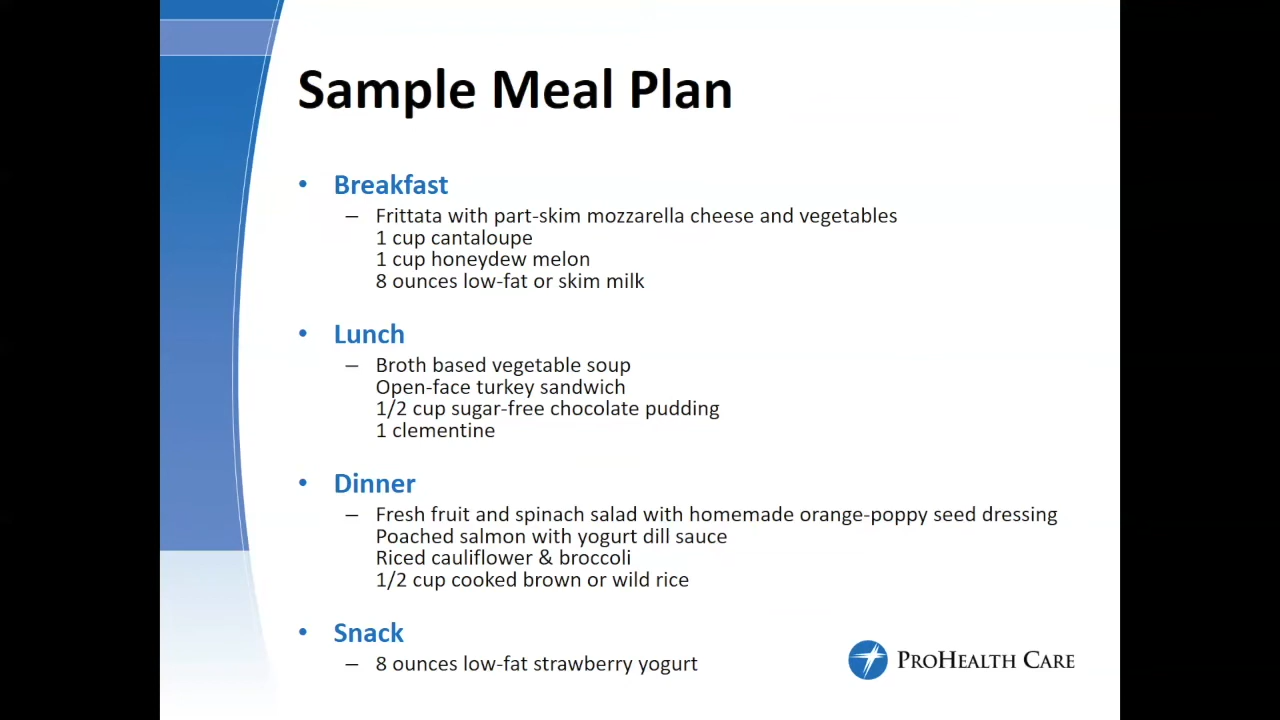 Sample Meal Plan
• Breakfast
– Frittata with part-skim mozzarella cheese and vegetables
1 cup cantaloupe
1 cup honeydew melon
8 ounces low-fat or skim milk
• Lunch
– Broth based vegetable soup
Open-face turkey sandwich
1/2 cup sugar-free chocolate pudding
1 clementine
• Dinner
– Fresh fruit and spinach salad with homemade orange-poppy seed dressing
Poached salmon with yogurt dill sauce
Riced cauliflower & broccoli
1/2 cup cooked brown or wild rice
• Snack
– 8 ounces low-fat strawberry yogurt
ProHealth Care